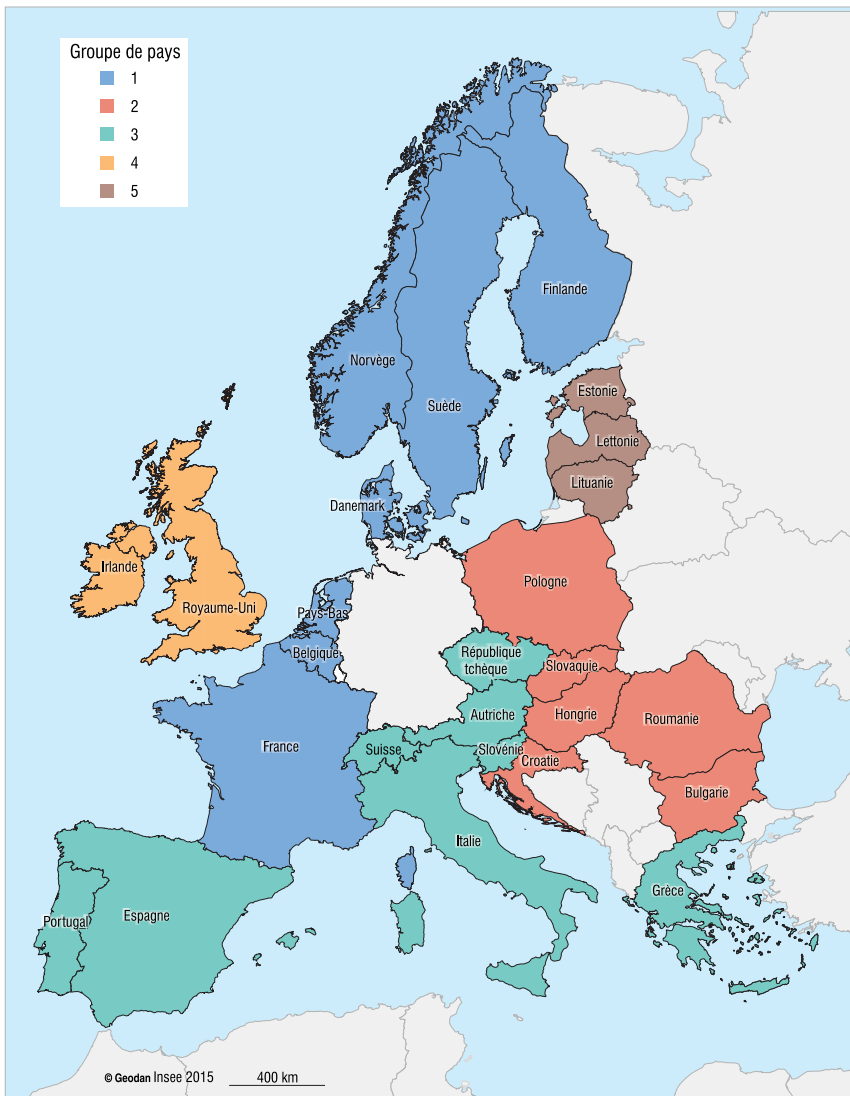 Groupe de pays
1
2
3
4
5
Finlande
Norvège
Suède
Estonie
Lettonie
Lituanie
Danemark
Irlande
Royaume-Uni
Pays-Bas
Belgique
Pologne
République
tchèque
Slovaquie
Autriche
Hongrie
Roumanie
France
Suisse
Slovénie
Croatie
Bulgarie
Italie
Grèce
Portugal
Espagne
© Geodan Insee 2015
400 km